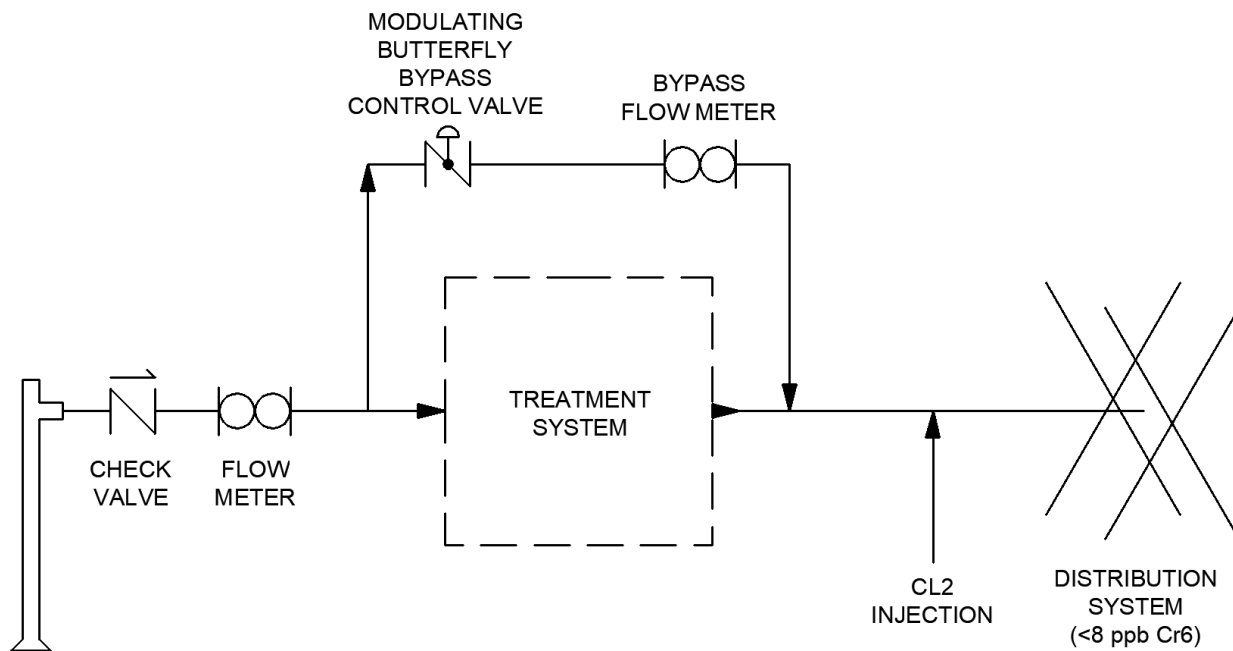 MODULATING
BUTTERFLY
BYPASS
CONTROL VALVE
BYPASS
FLOW METER
TREATMENT
SYSTEM
CHECK
VALVE
FLOW
METER
CL2
INJECTION
DISTRIBUTION
SYSTEM
(<8 ppb Cr6)